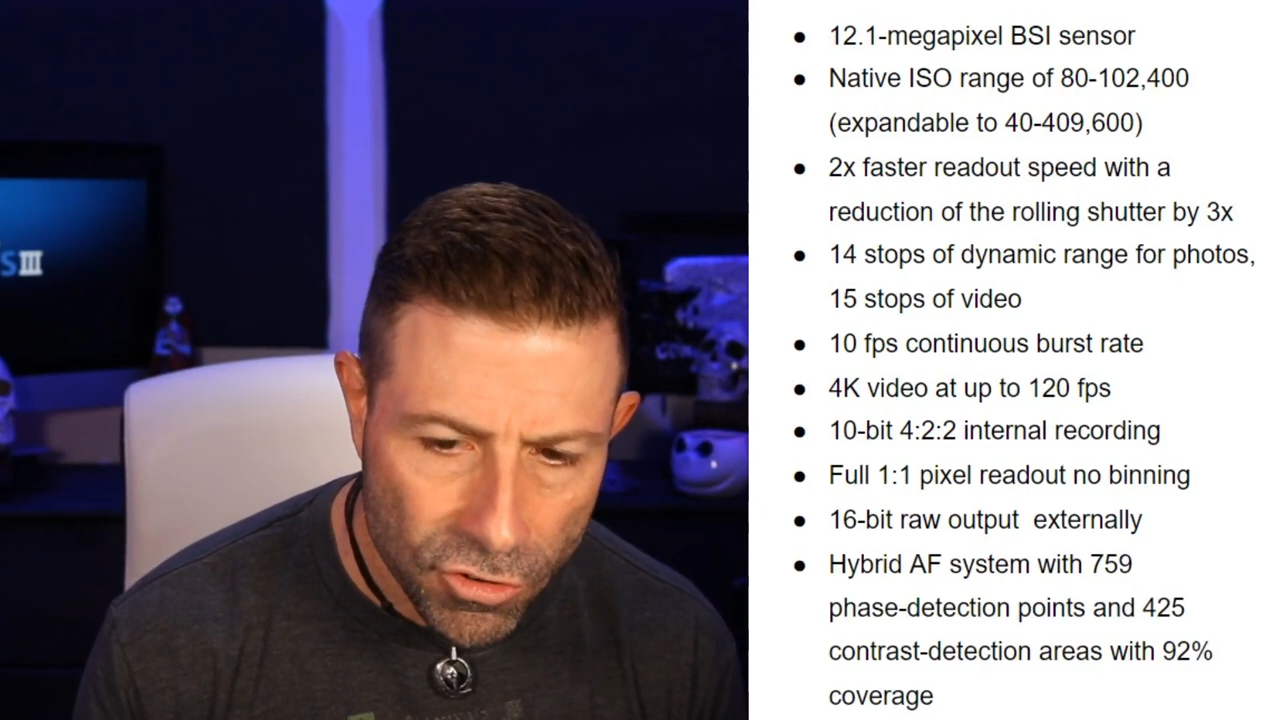 SIII
● 12.1-megapixel BSI sensor
● Native ISO range of 80-102,400
(expandable to 40-409,600)
● 2x faster readout speed with a
reduction of the rolling shutter by 3x
● 14 stops of dynamic range for photos,
15 stops of video
● 10 fps continuous burst rate
● 4K video at up to 120 fps
● 10-bit 4:2:2 internal recording
● Full 1:1 pixel readout no binning
● 16-bit raw output  externally
● Hybrid AF system with 759
phase-detection points and 425
contrast-detection areas with 92%
coverage